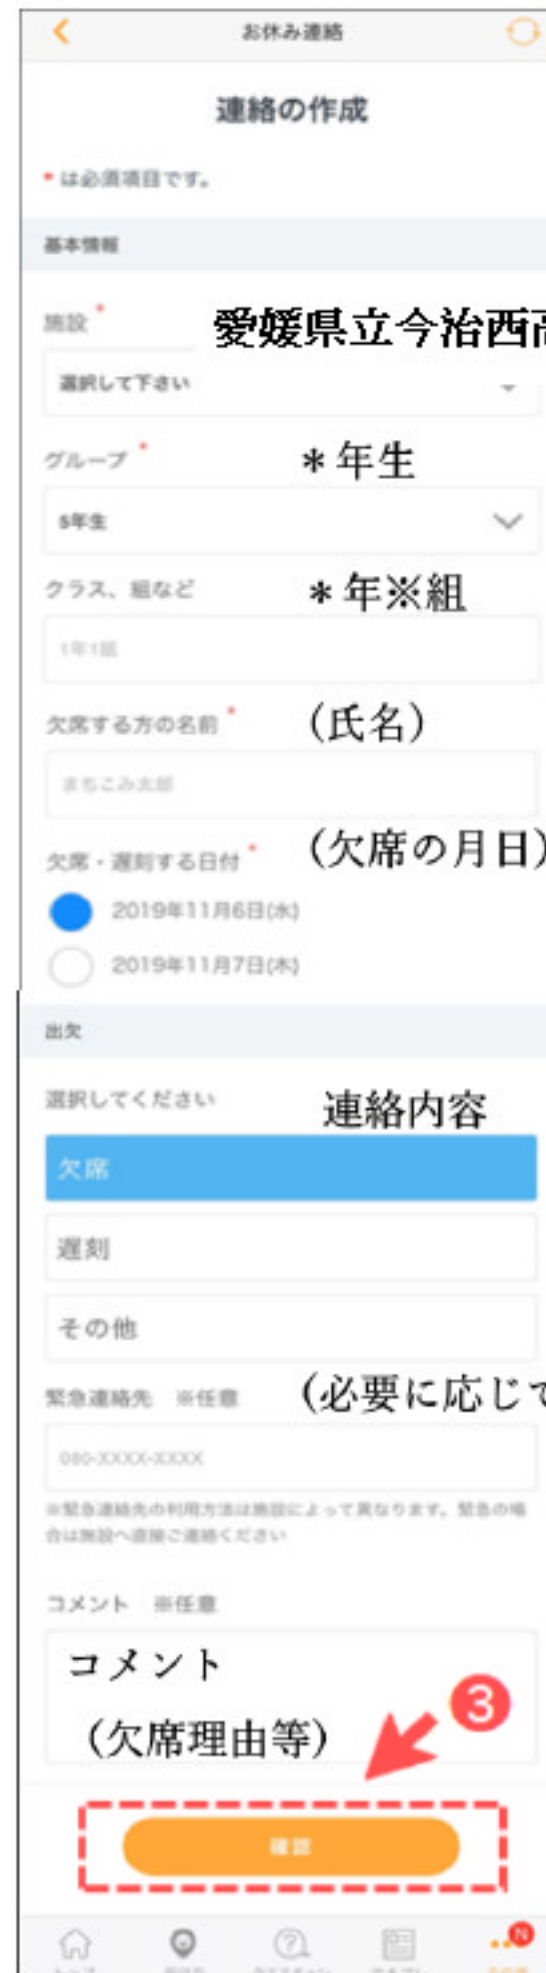 お休み連絡
連絡の作成
* は必須項目です。
基本情報
施設 *
愛媛県立今治西高
選択して下さい
グループ *
*年生
5年生
クラス、組など
*年※組
1年1組
欠席する方の名前 *
(氏名)
まちこみ太郎
欠席・遅刻する日付 *
(欠席の月日)
2019年11月6日(水)
2019年11月7日(木)
出欠
選択してください
連絡内容
欠席
遅刻
その他
緊急連絡先 ※任意
(必要に応じて
080-XXXX-XXXX
※緊急連絡先の利用方法は施設によって異なります。緊急の場
合は施設へ直接ご連絡ください
コメント ※任意
コメント
(欠席理由等)
3
確認
N